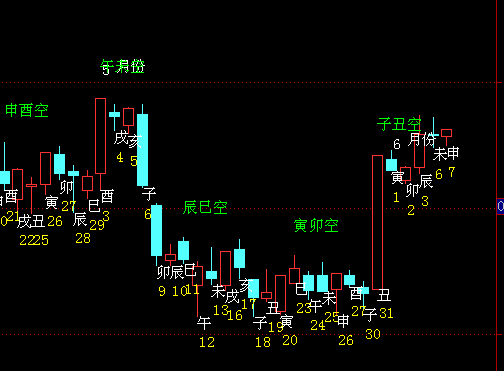 午 5 月份
申酉空
子丑空
6 月份
辰巳空
寅卯空
0
酉 21
戌 22
丑 25
寅 26
卯 27
辰 28
巳 29
酉 3
戌 4
亥 5
子 6
卯 9
辰 10
巳 11
午 12
未 13
戌 16
亥 17
子 18
丑
寅 20
巳 23
午 24
未 25
申 26
酉 27
子 30
丑 31
寅 1
卯 2
辰 3
未 6
申 7
0